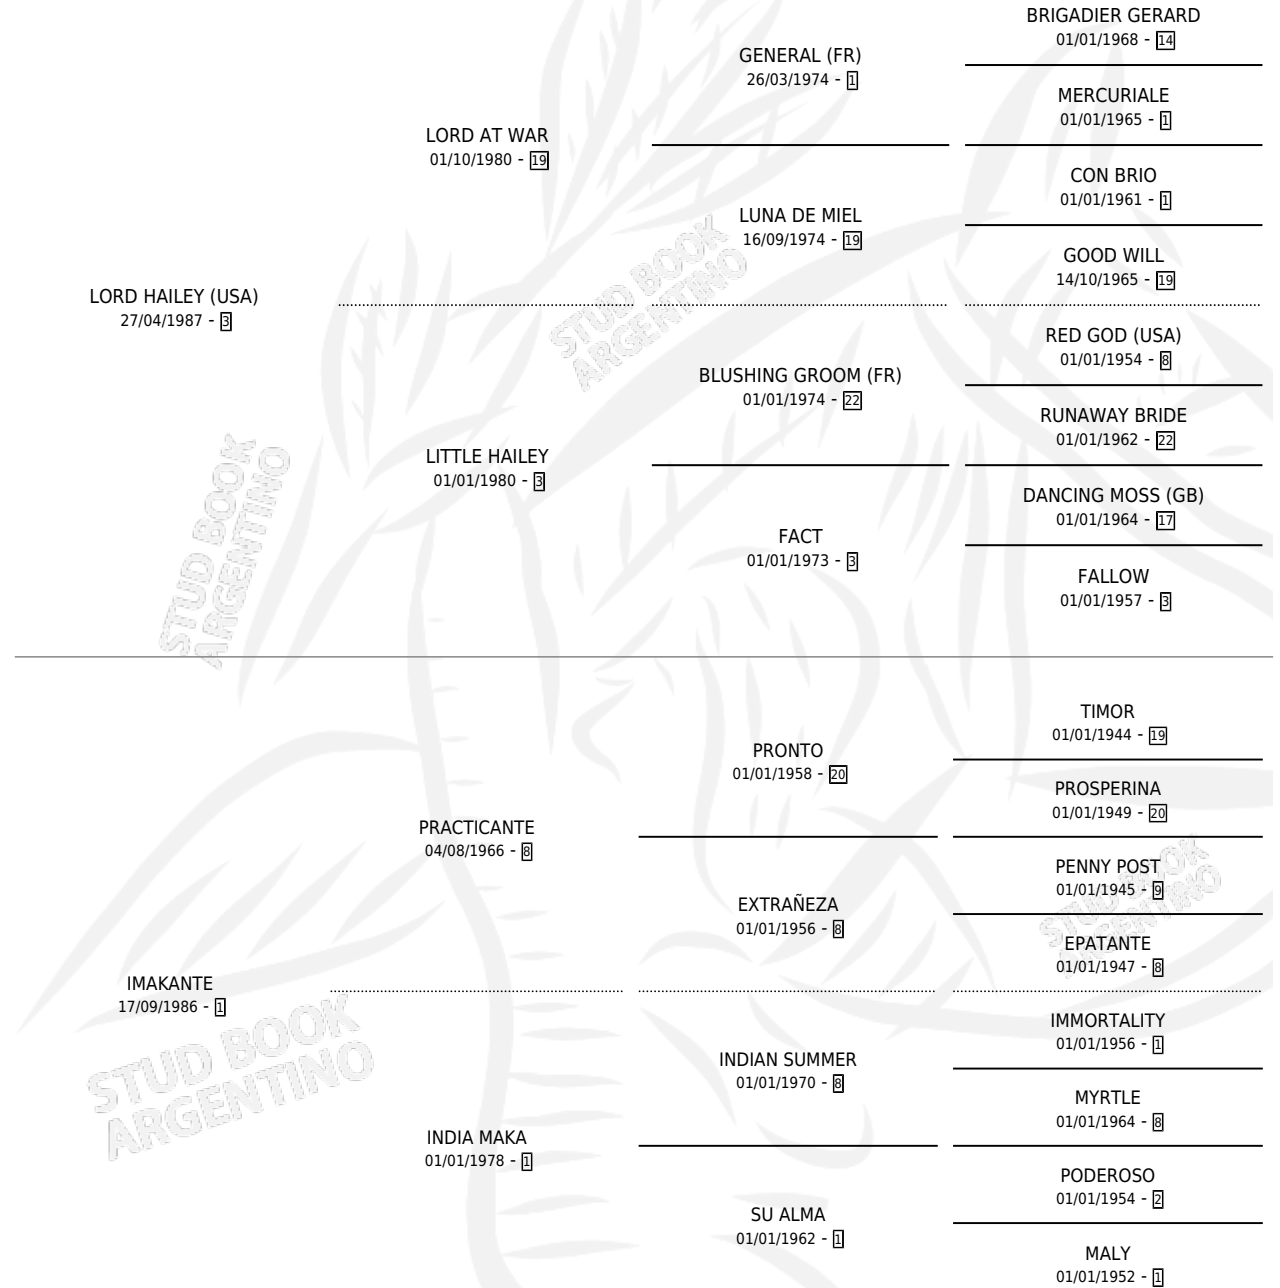 BRIGADIER GERARD
01/01/1968 - 14
GENERAL (FR)
26/03/1974 - 1
MERCURIALE
01/01/1965 - 1
LORD AT WAR
01/10/1980 - 19
CON BRIO
01/01/1961 - 1
LUNA DE MIEL
16/09/1974 - 19
GOOD WILL
14/10/1965 - 19
LORD HAILEY (USA)
27/04/1987 - 3
RED GOD (USA)
01/01/1954 - 8
BLUSHING GROOM (FR)
01/01/1974 - 22
RUNAWAY BRIDE
01/01/1962 - 22
LITTLE HAILEY
01/01/1980 - 3
DANCING MOSS (GB)
01/01/1964 - 17
FACT
01/01/1973 - 3
FALLOW
01/01/1957 - 3
STUD BOOK
ARGENTINO
STUD BOOK
ARGENTINO
TIMOR
01/01/1944 - 19
PRONTO
01/01/1958 - 20
PROSPERINA
01/01/1949 - 20
PRACTICANTE
04/08/1966 - 8
PENNY POST
01/01/1945 - 9
EXTRAÑEZA
01/01/1956 - 8
EPATANTE
01/01/1947 - 8
STUD BOOK
ARGENTINO
IMAKANTE
17/09/1986 - 1
IMMORTALITY
01/01/1956 - 1
INDIAN SUMMER
01/01/1970 - 8
MYRTLE
01/01/1964 - 8
STUD BOOK
ARGENTINO
INDIA MAKA
01/01/1978 - 1
PODEROSO
01/01/1954 - 2
SU ALMA
01/01/1962 - 1
MALY
01/01/1952 - 1